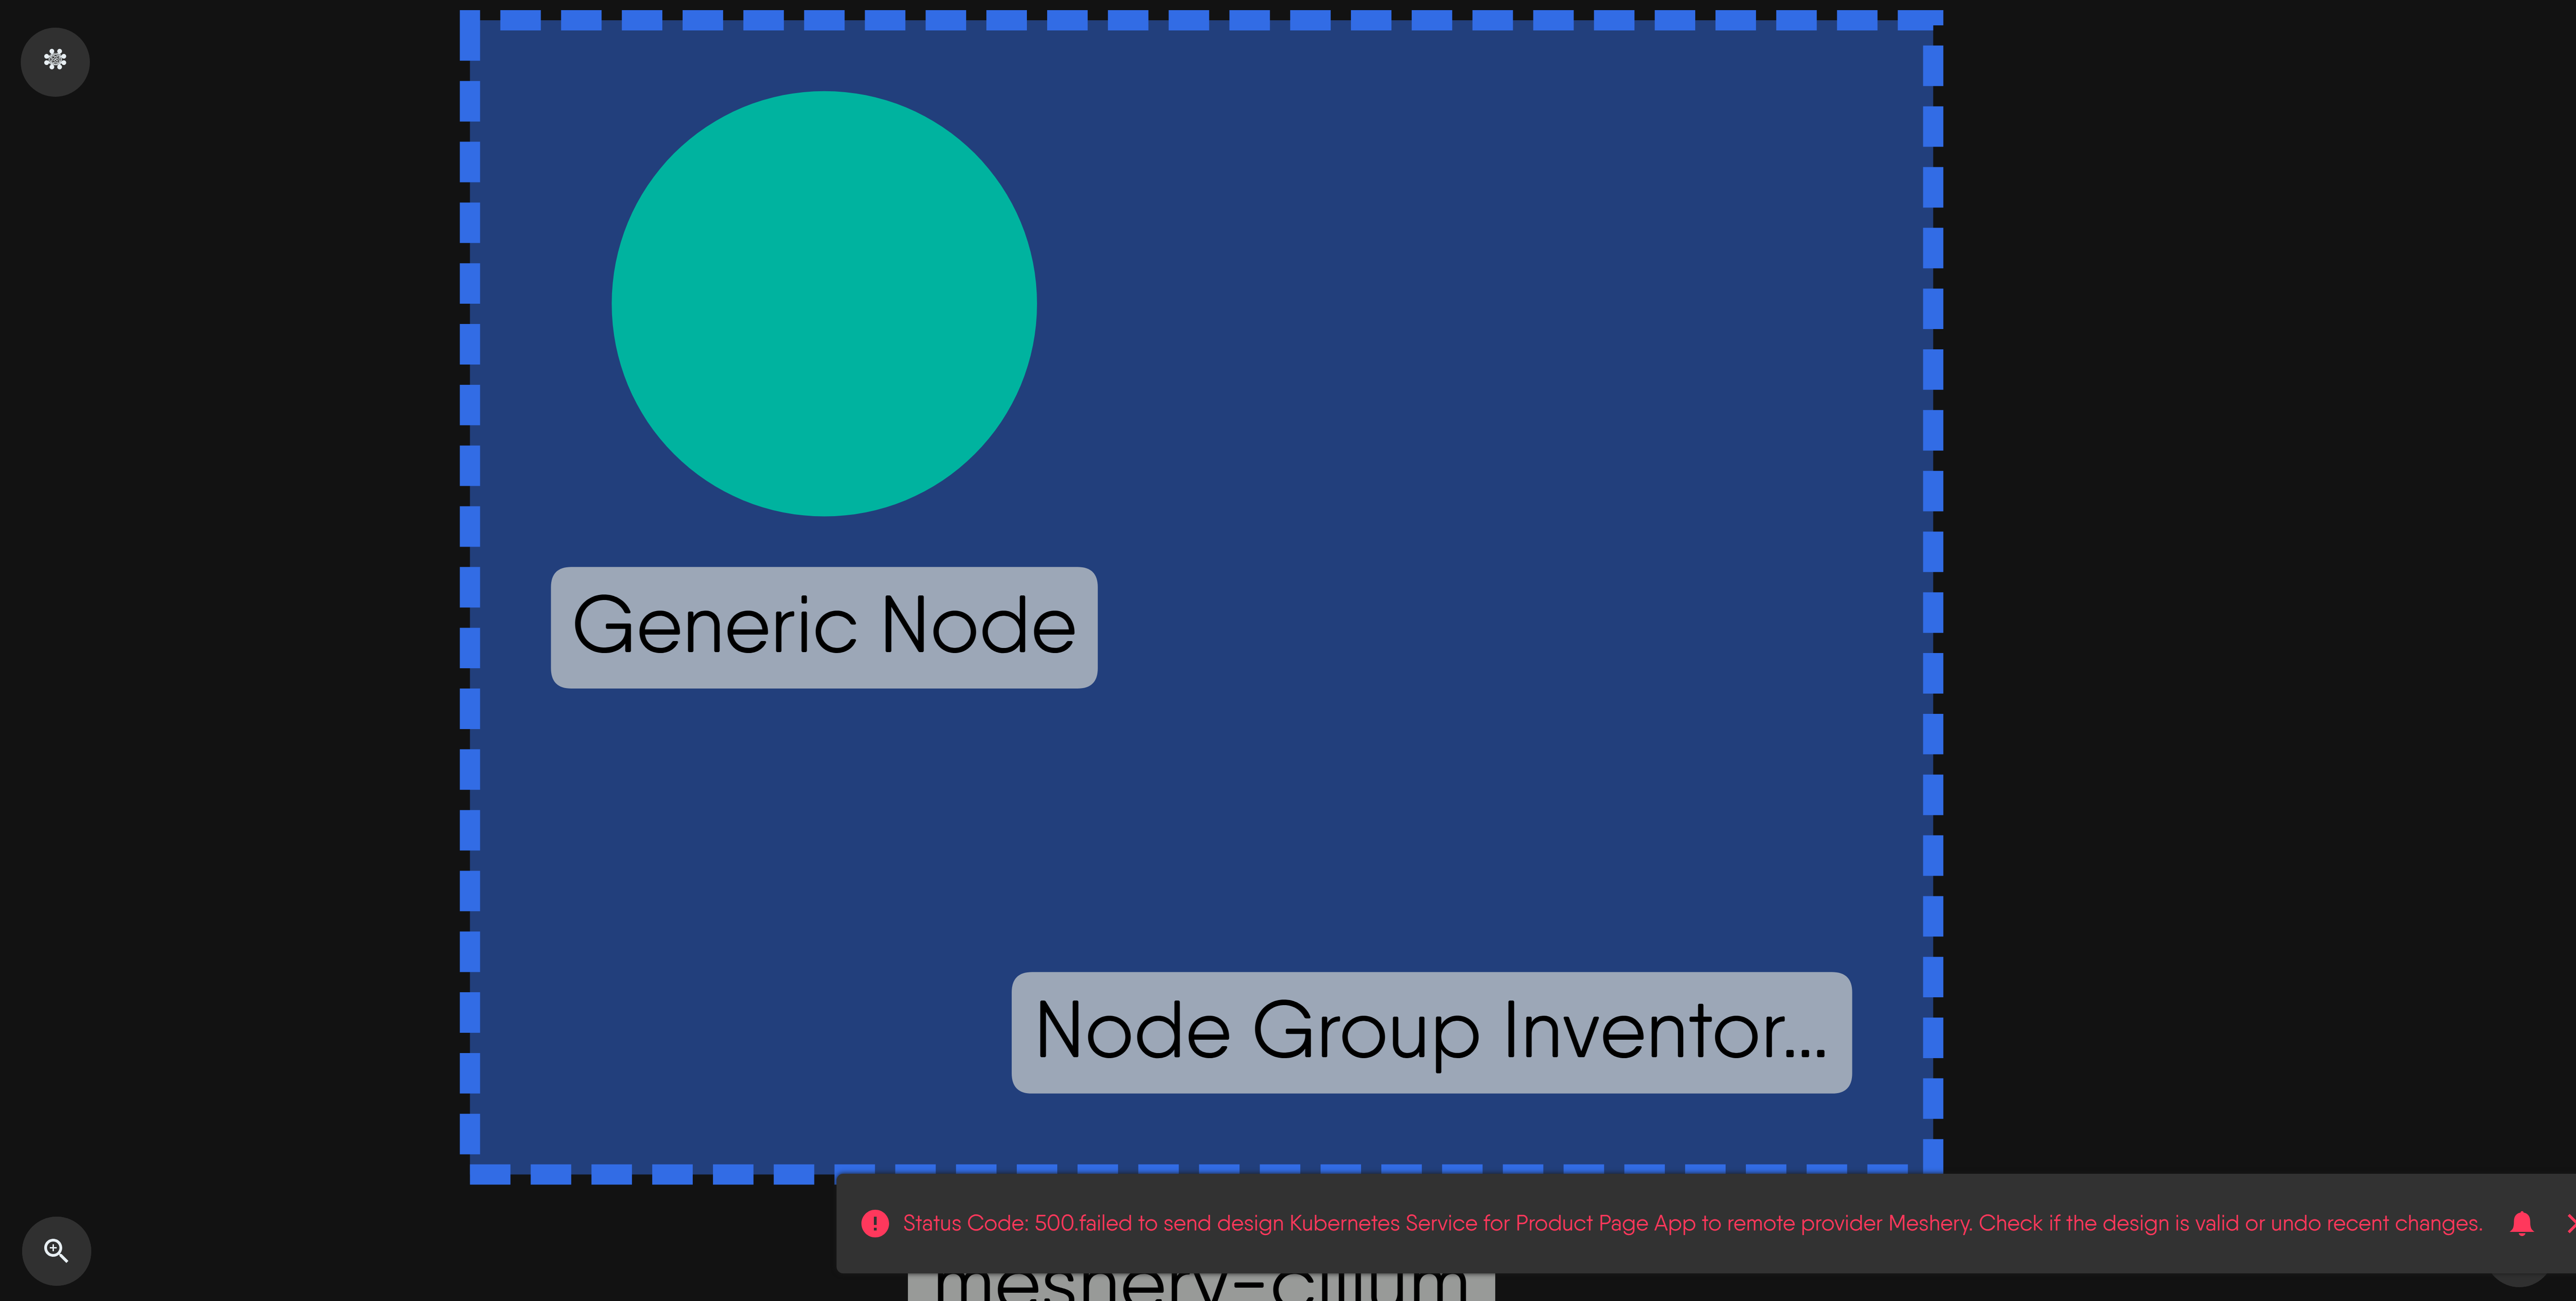 Generic Node
Node Group Inventor...
Status Code: 500.failed to send design Kubernetes Service for Product Page App to remote provider Meshery. Check if the design is valid or undo recent changes.
meshery-cilium